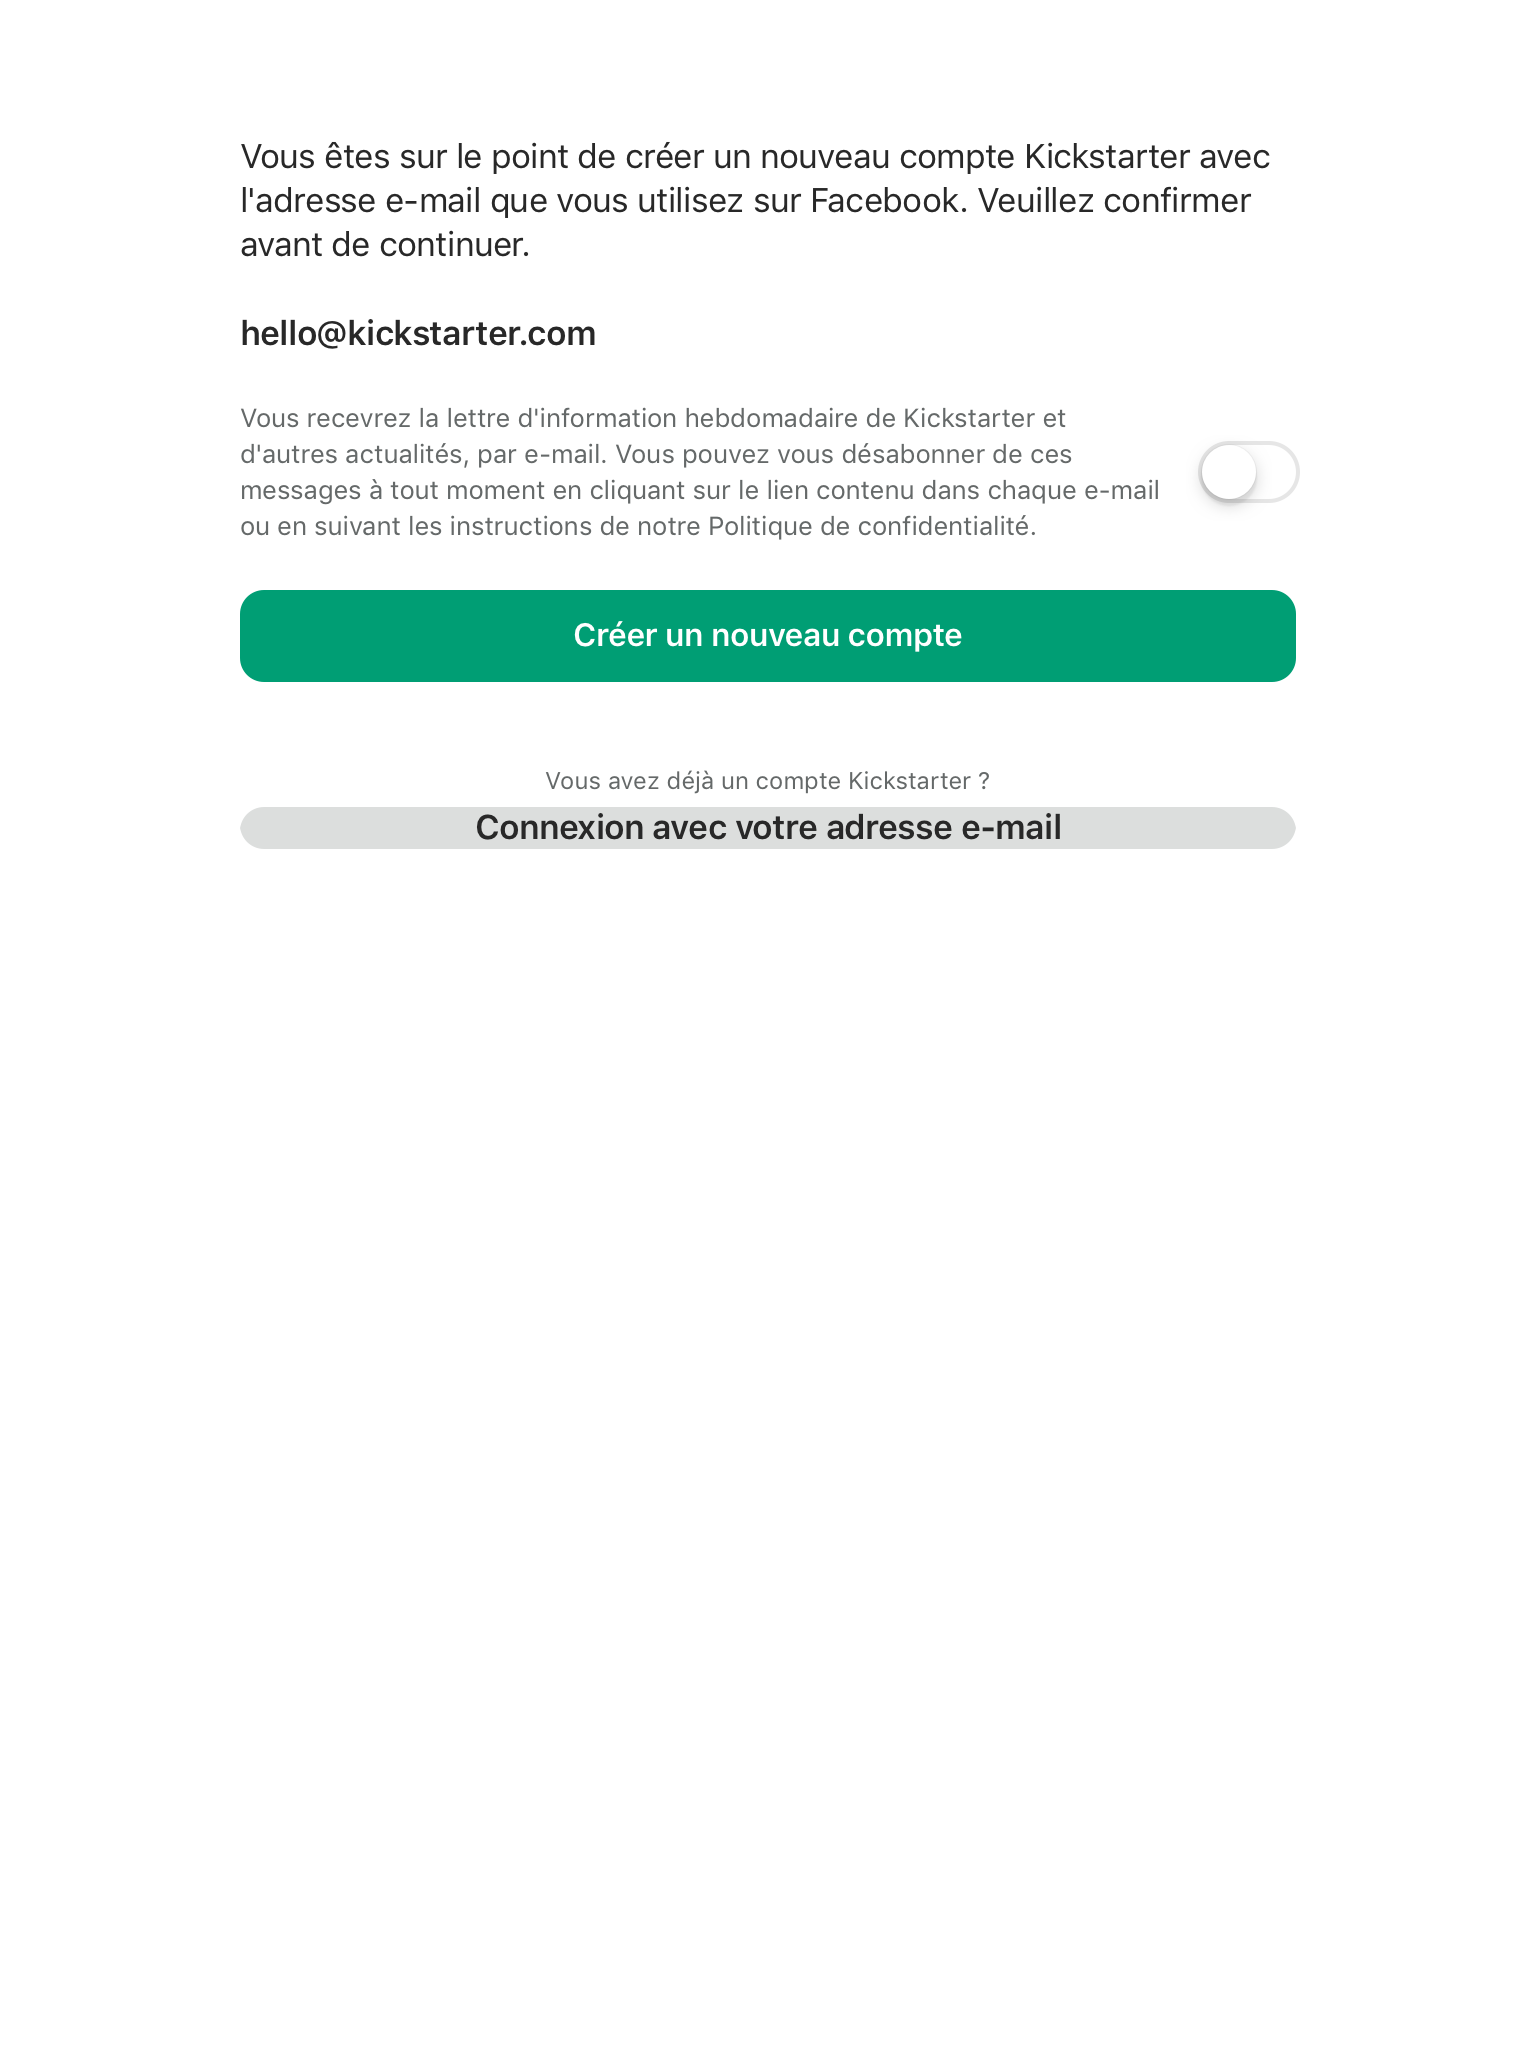 Vous êtes sur le point de créer un nouveau compte Kickstarter avec
l'adresse e-mail que vous utilisez sur Facebook. Veuillez confirmer
avant de continuer.
hello@kickstarter.com
Vous recevrez la lettre d'information hebdomadaire de Kickstarter et
d'autres actualités, par e-mail. Vous pouvez vous désabonner de ces
messages à tout moment en cliquant sur le lien contenu dans chaque e-mail
ou en suivant les instructions de notre Politique de confidentialité.
Créer un nouveau compte
Vous avez déjà un compte Kickstarter ?
Connexion avec votre adresse e-mail